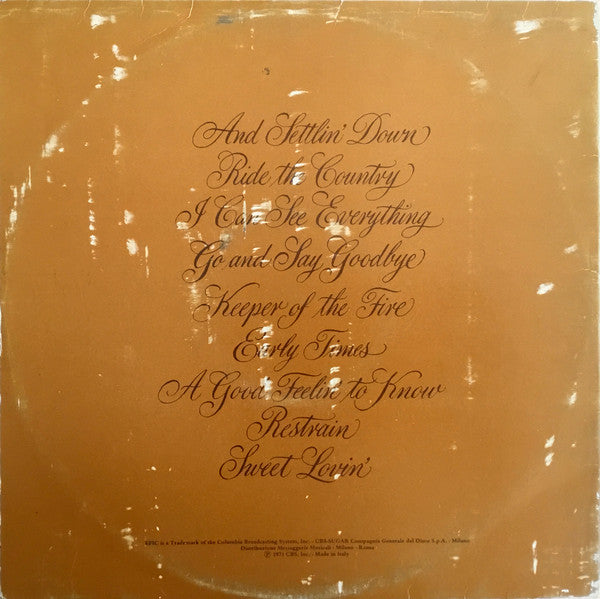 And Settlin' Down
Ride the Country
I Can See Everything
Go and Say Goodbye
Keeper of the Fire
Early Times
A Good Feelin' to Know
Restrain
Sweet Lovin'
EPIC is a Trademark of the Columbia Broadcasting System, Inc. - CBS-SUGAR Compagnia Generale del Disco S.p.A. - Milano
Distribuzione Messaggerie Musicali - Milano - Roma
℗ 1973 CBS, Inc./- Made in Italy